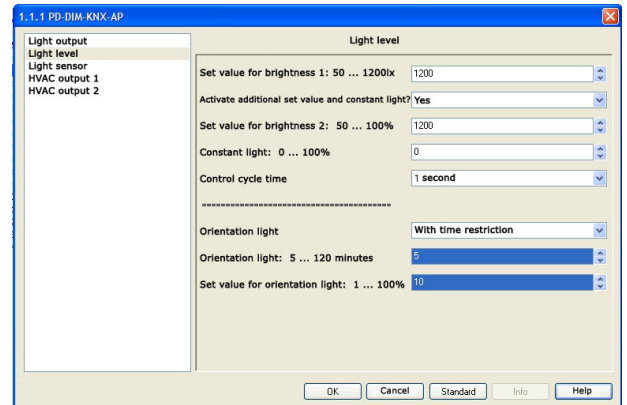 1.1.1 PD-DIM-KNX-AP
Light output
Light level
Light sensor
HVAC output 1
HVAC output 2
Light level
Set value for brightness 1: 50 ... 1200lx 1200
Activate additional set value and constant light? Yes
Set value for brightness 2: 50 ... 100% 1200
Constant light: 0 ... 100% 0
Control cycle time 1 second
----------------------------------------
Orientation light With time restriction
Orientation light: 5 ... 120 minutes 5
Set value for orientation light: 1 ... 100% 10
OK Cancel Standard Info Help